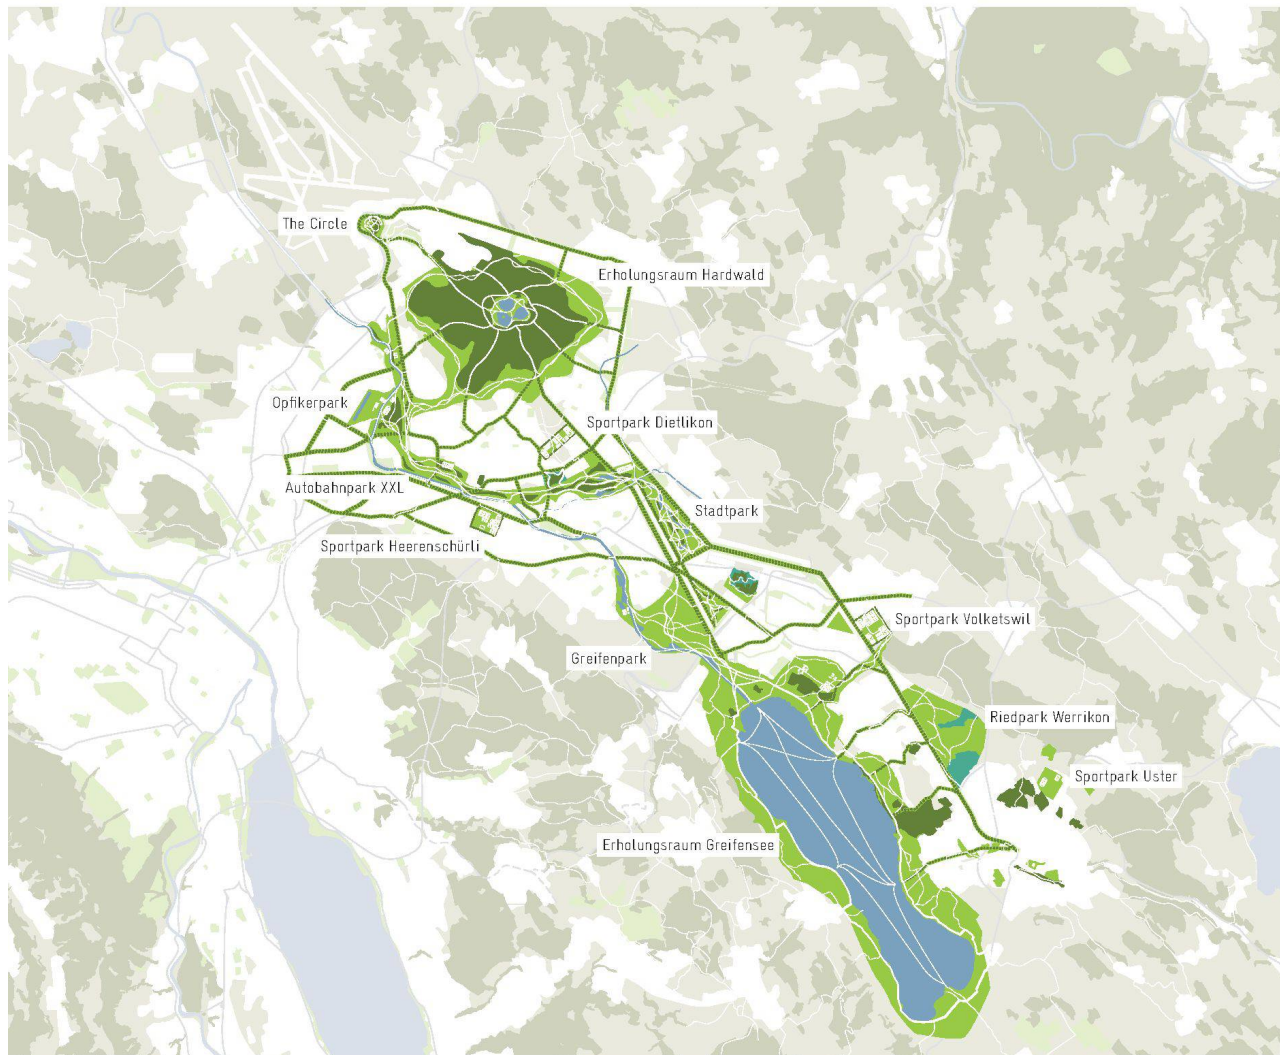 The Circle
Erholungsraum Hardwald
Opfikerpark
Sportpark Dietlikon
Autobahnpark XXL
Stadtpark
Sportpark Heerenschürli
Sportpark Volketswil
Greifenpark
Riedpark Werrikon
Sportpark Uster
Erholungsraum Greifensee